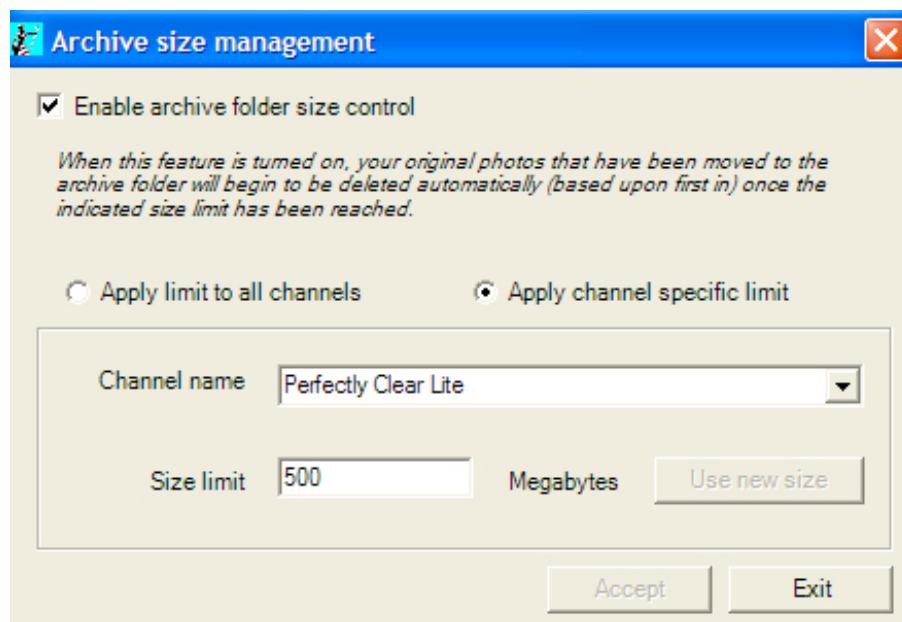 Archive size management
Enable archive folder size control
When this feature is turned on, your original photos that have been moved to the
archive folder will begin to be deleted automatically (based upon first in) once the
indicated size limit has been reached.
Apply limit to all channels
Apply channel specific limit
Channel name
Perfectly Clear Lite
Size limit
500
Megabytes
Use new size
Accept
Exit